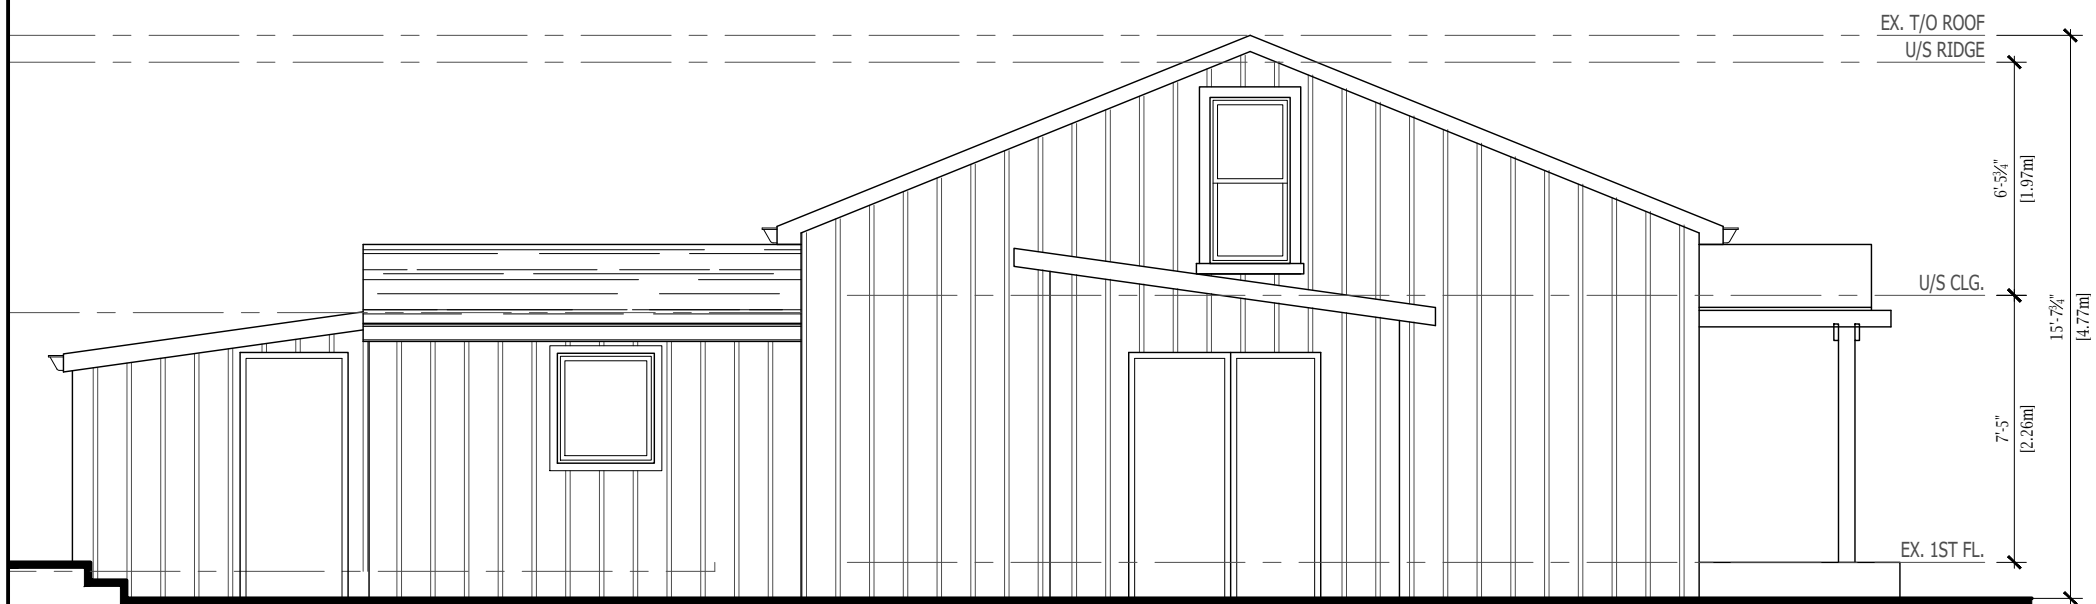 EX. T/O ROOF
U/S RIDGE
6'-5¾"
[1.97m]
U/S CLG.
15'-7¾"
[4.77m]
7'-5"
[2.26m]
EX. 1ST FL.